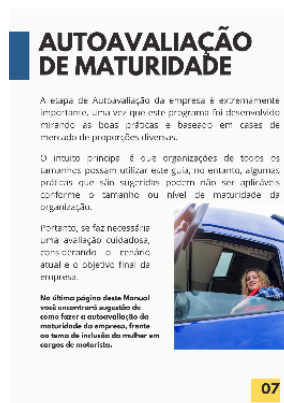 AUTOAVALIAÇÃO
DE MATURIDADE
A etapa de Autoavaliação da empresa é extremamente
importante, uma vez que este programa foi desenvolvido
mirando as boas práticas e baseado em cases de
mercado de proporções diversas.
O intuito principal é que organizações de todos os
tamanhos possam utilizar este guia, no entanto, algumas
práticas que são sugeridas podem não ser aplicáveis
conforme o tamanho ou nível de maturidade da
organização.
Portanto, se faz necessária
uma avaliação cuidadosa,
considerando o cenário
atual e o objetivo final da
empresa.
Na última página deste Manual
você encontrará sugestão de
como fazer a autoavaliação da
maturidade da empresa, frente
ao tema de inclusão da mulher em
cargos de motorista.
07